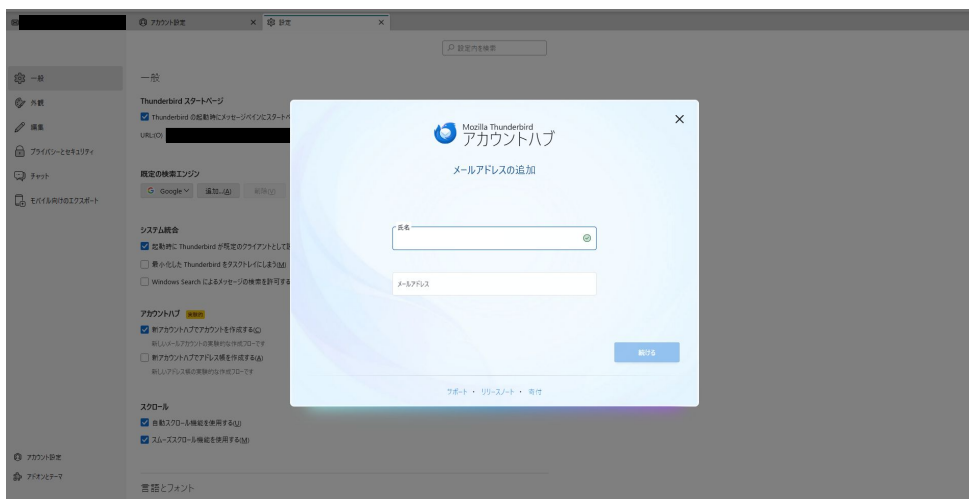 アカウント設定
設定
設定内を検索
一般
外観
編集
プライバシーとセキュリティ
チャット
モバイル向けのエクスポート
アカウント設定
アドオンとテーマ
一般
Thunderbird スタートページ
Thunderbird の起動時にメッセージペインにスタートペ
URL:(O)
既定の検索エンジン
Google
追加...(A)
削除(V)
システム統合
起動時に Thunderbird が既定のクライアントとして設
最小化した Thunderbird をタスクトレイにしまう(M)
Windows Search によるメッセージの検索を許可する
アカウントハブ 実験的
新アカウントハブでアカウントを作成する(C)
新しいメールアカウントの実験的な作成フローです
新アカウントハブでアドレス帳を作成する(A)
新しいアドレス帳の実験的な作成フローです
スクロール
自動スクロール機能を使用する(U)
スムーズスクロール機能を使用する(M)
言語とフォント
Mozilla Thunderbird
アカウントハブ
メールアドレスの追加
氏名
メールアドレス
続ける
サポート ・ リリースノート ・ 寄付